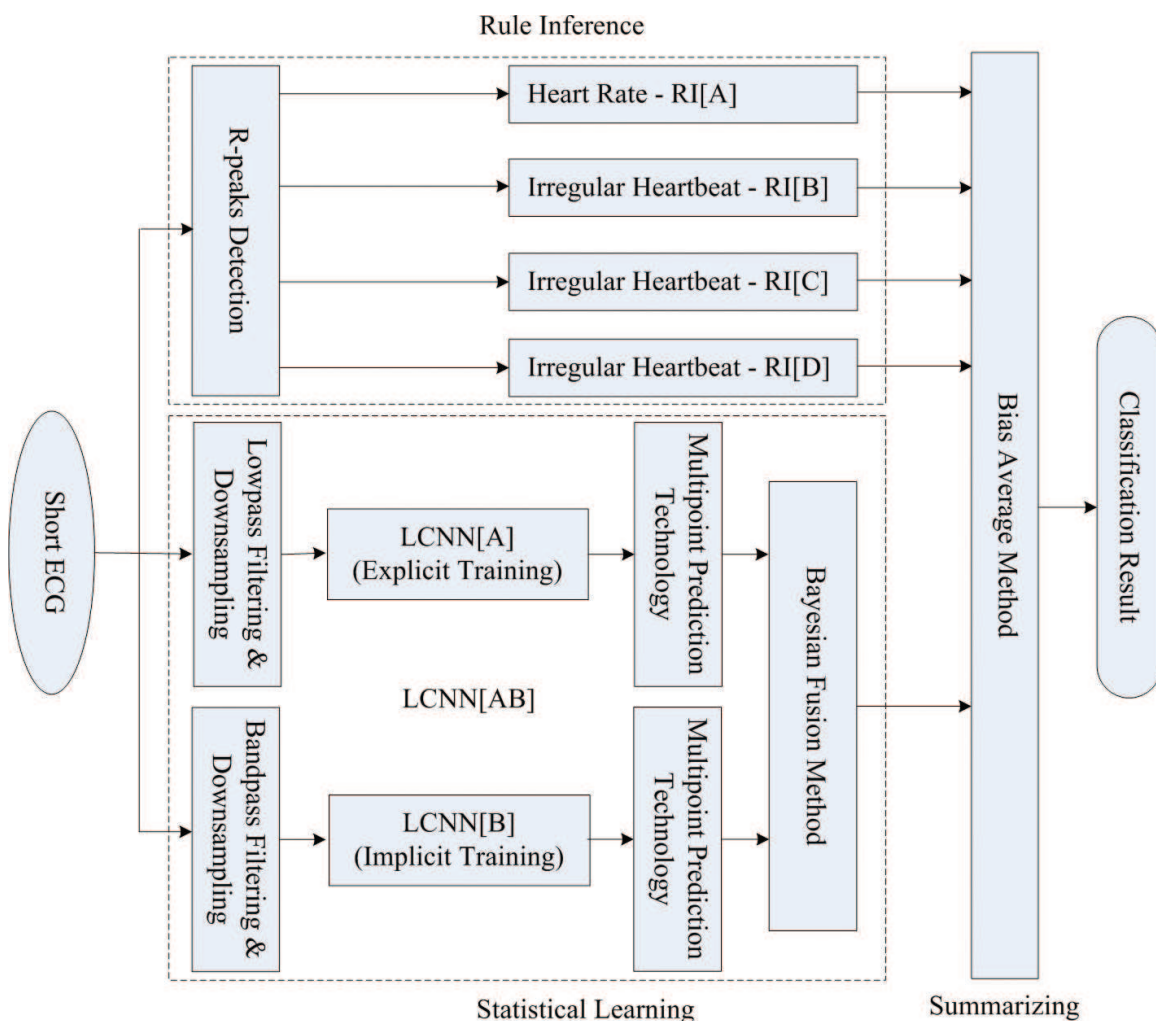 Rule Inference
R-peaks Detection
Heart Rate - RI[A]
Irregular Heartbeat - RI[B]
Irregular Heartbeat - RI[C]
Irregular Heartbeat - RI[D]
Short ECG
Lowpass Filtering &
Downsampling
LCNN[A]
(Explicit Training)
Multipoint Prediction
Technology
LCNN[AB]
Bandpass Filtering &
Downsampling
LCNN[B]
(Implicit Training)
Multipoint Prediction
Technology
Bayesian Fusion Method
Bias Average Method
Classification Result
Statistical Learning
Summarizing